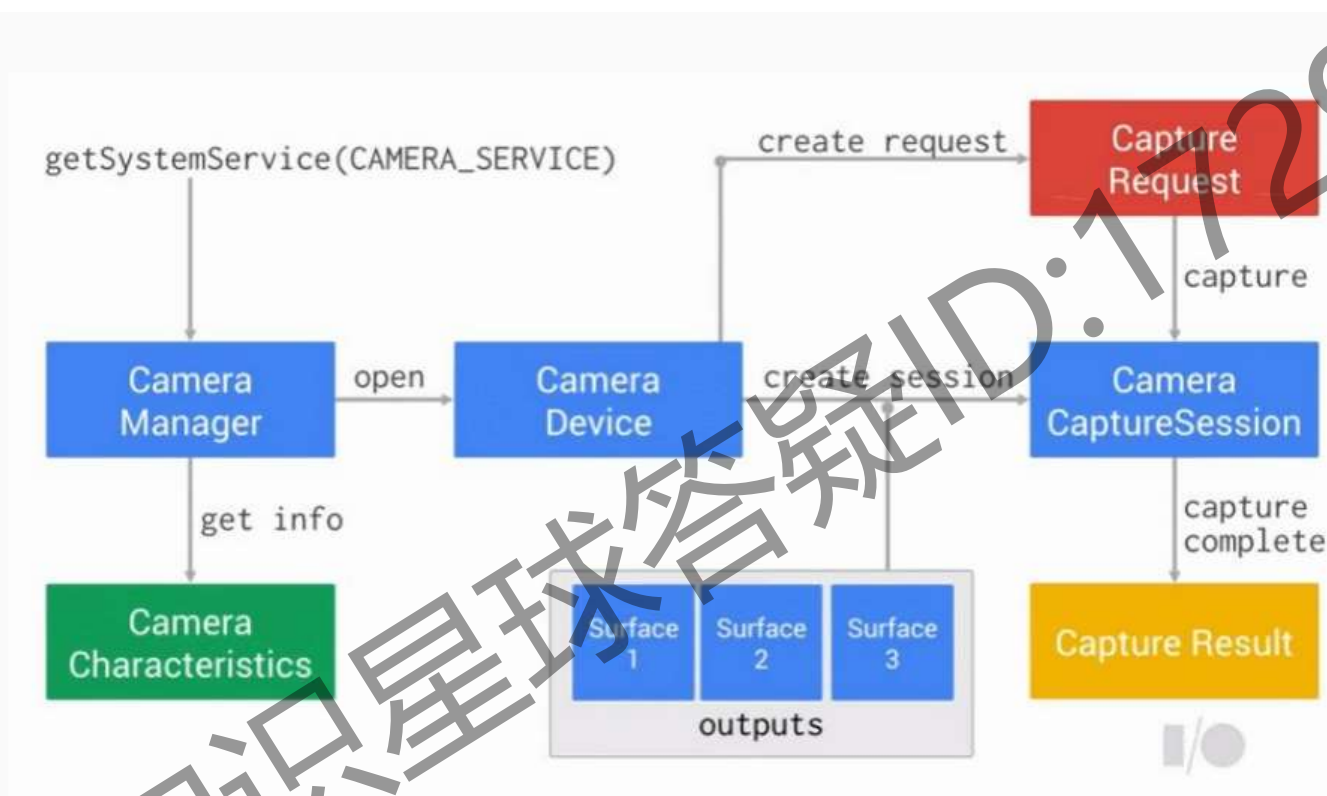 getSystemService(CAMERA_SERVICE)
create request
Capture
Request
capture
Camera
Manager
open
Camera
Device
create session
Camera
CaptureSession
get info
capture
complete
Camera
Characteristics
Surface
1
Surface
2
Surface
3
outputs
Capture Result
I/O
识星球答疑ID:172